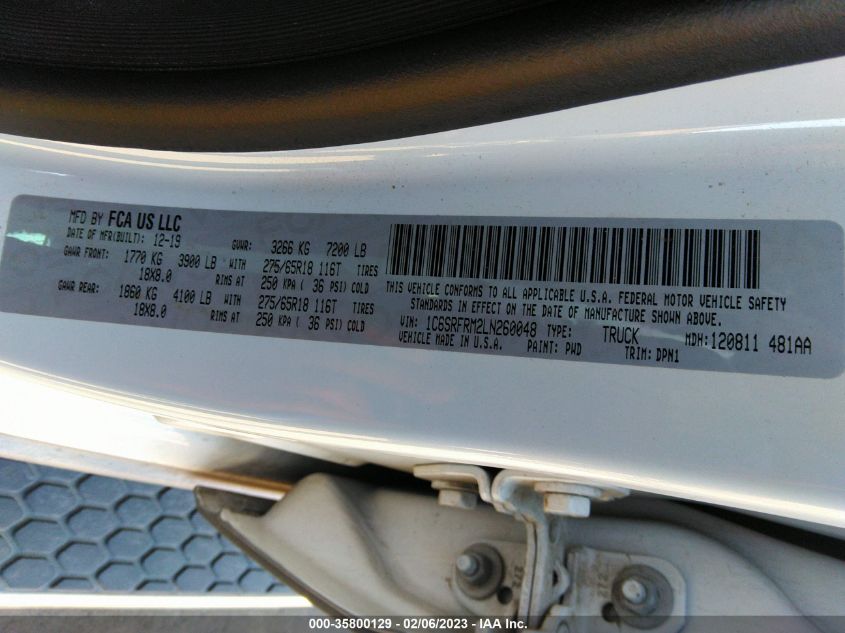 MFD BY FCA US LLC
DATE OF MFR(BUILT): 12-19 GVWR: 3266 KG 7200 LB
GAWR FRONT: 1770 KG 3900 LB WITH 275/65R18 116T TIRES
18X8.0 RIMS AT 250 KPA ( 36 PSI) COLD
GAWR REAR: 1860 KG 4100 LB WITH 275/65R18 116T TIRES
18X8.0 RIMS AT 250 KPA ( 36 PSI) COLD
THIS VEHICLE CONFORMS TO ALL APPLICABLE U.S.A. FEDERAL MOTOR VEHICLE SAFETY
STANDARDS IN EFFECT ON THE DATE OF MANUFACTURE SHOWN ABOVE.
VIN: 1C6SRFRM2LN260048 TYPE: TRUCK MDH: 120811 481AA
VEHICLE MADE IN U.S.A. PAINT: PWD TRIM: DPN1
000-35800129 - 02/06/2023 - IAA Inc.